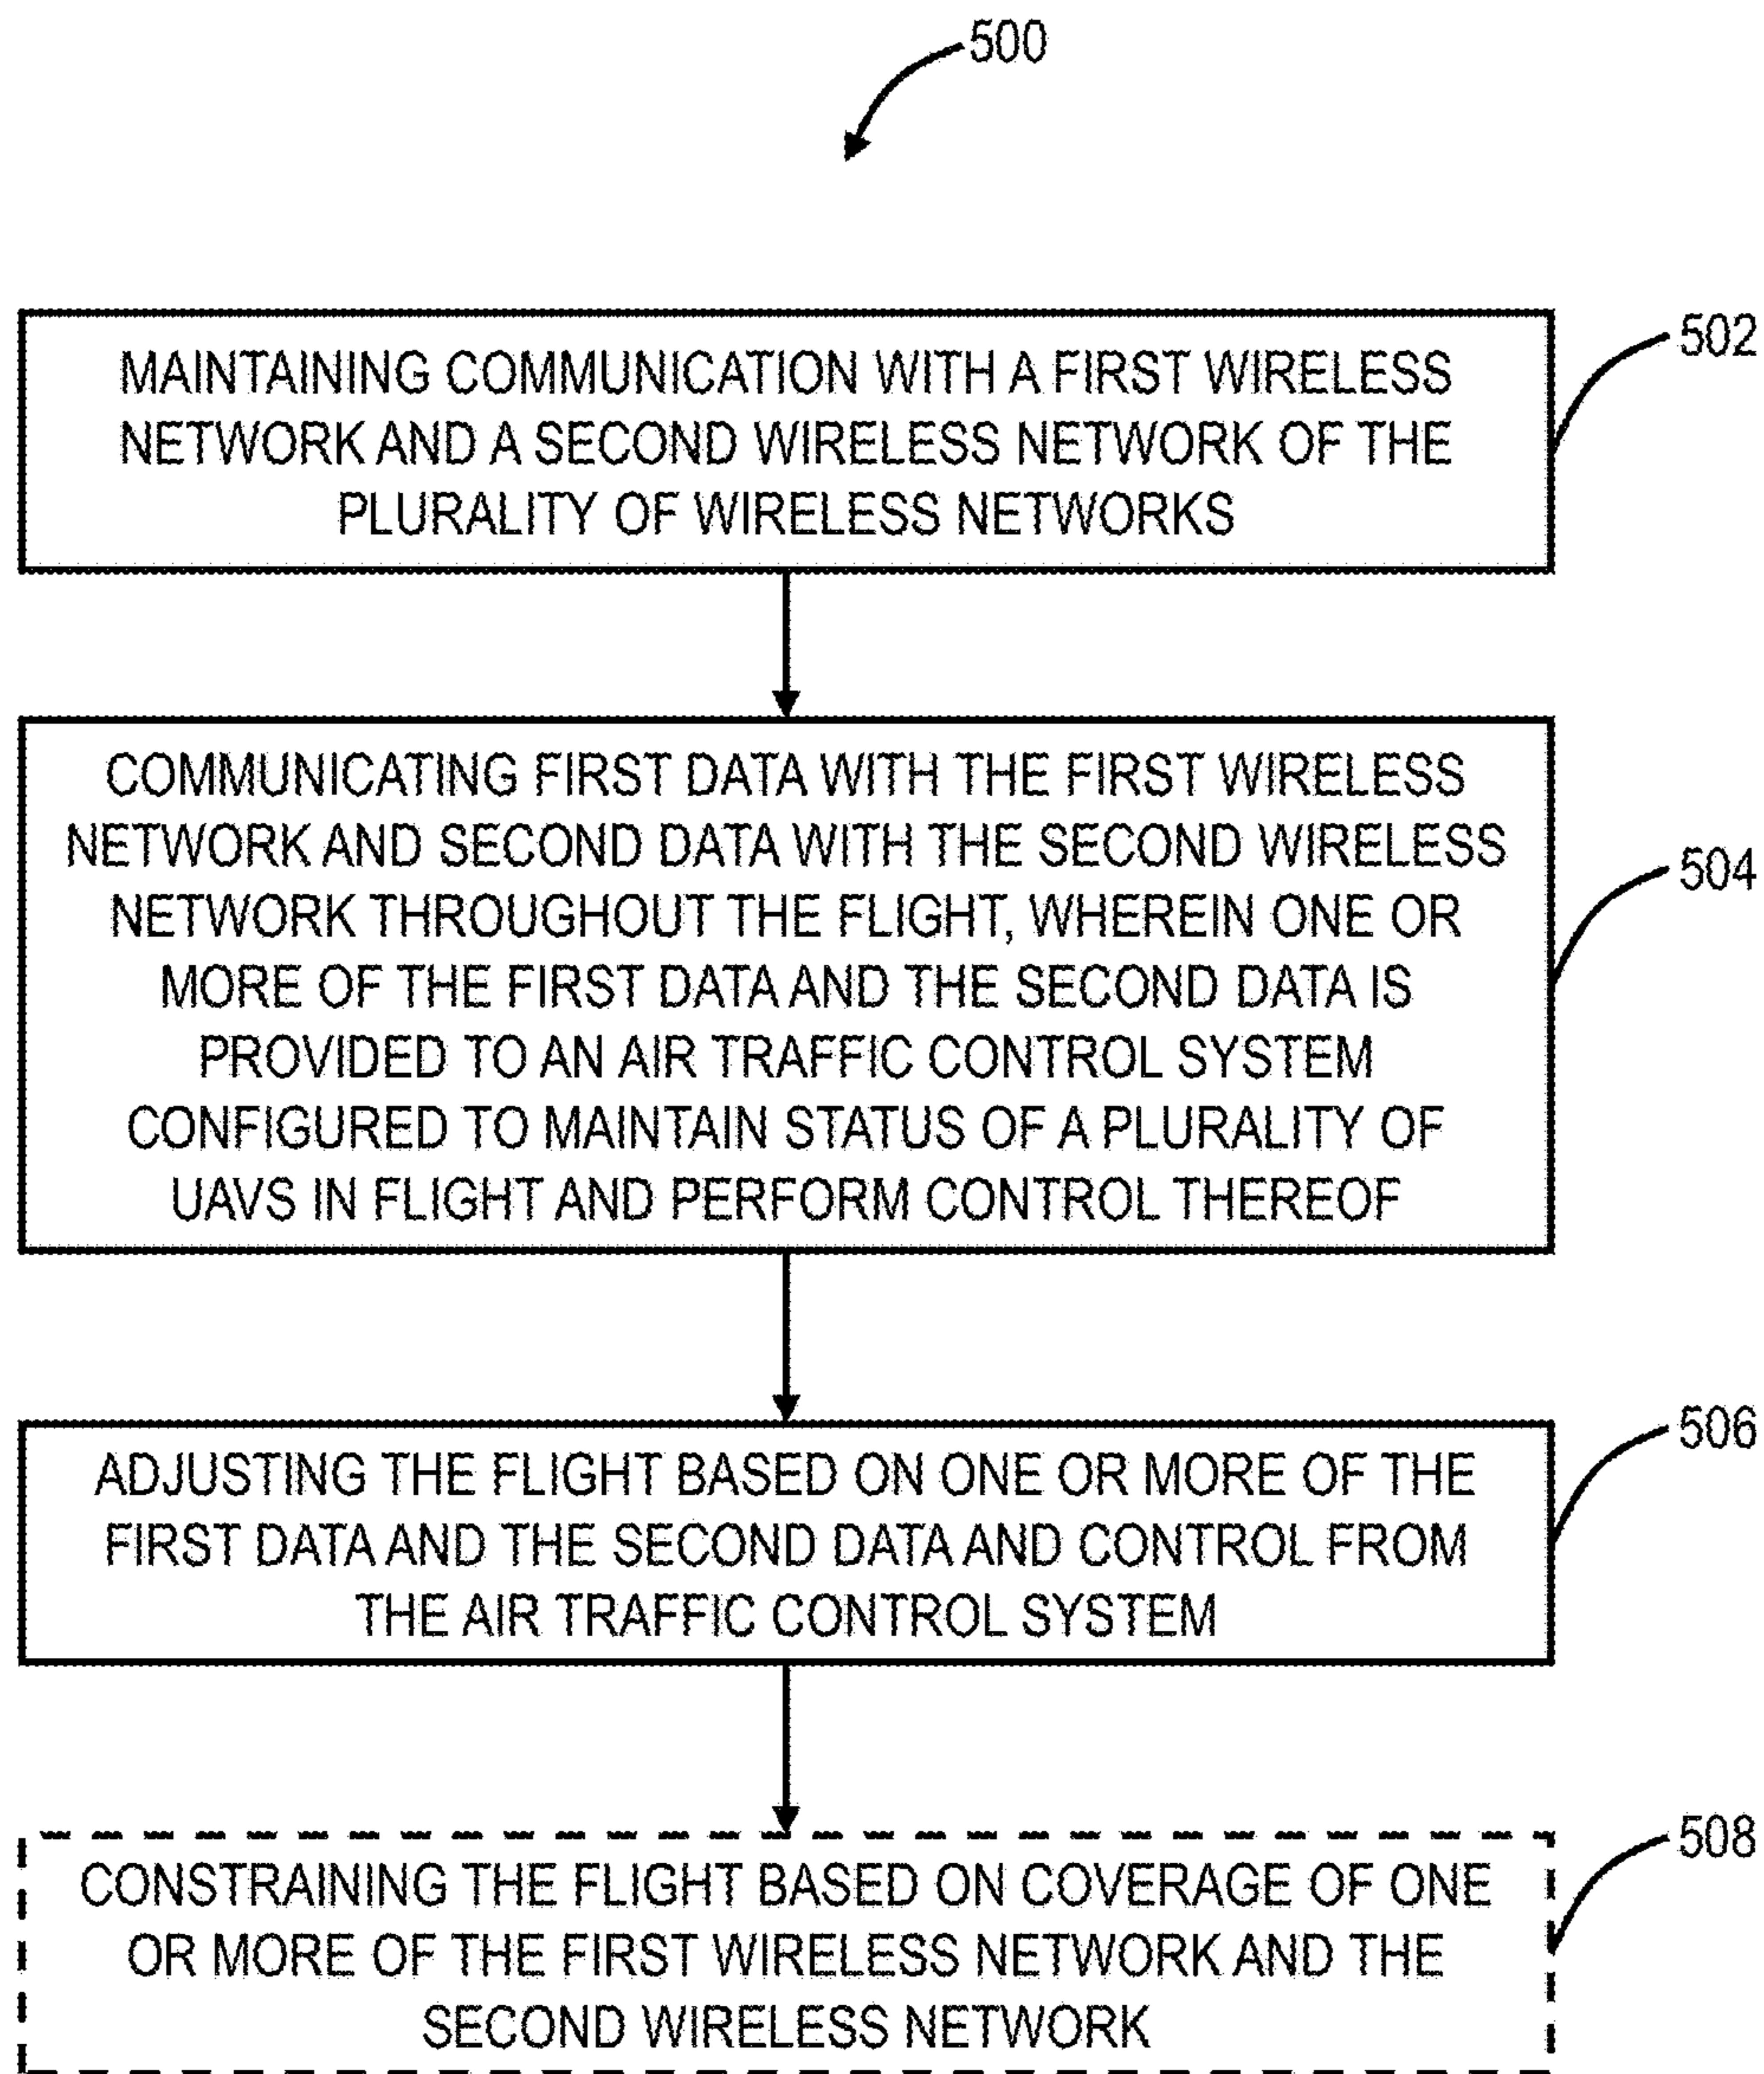 500
MAINTAINING COMMUNICATION WITH A FIRST WIRELESS
NETWORK AND A SECOND WIRELESS NETWORK OF THE
PLURALITY OF WIRELESS NETWORKS
502
COMMUNICATING FIRST DATA WITH THE FIRST WIRELESS
NETWORK AND SECOND DATA WITH THE SECOND WIRELESS
NETWORK THROUGHOUT THE FLIGHT, WHEREIN ONE OR
MORE OF THE FIRST DATA AND THE SECOND DATA IS
PROVIDED TO AN AIR TRAFFIC CONTROL SYSTEM
CONFIGURED TO MAINTAIN STATUS OF A PLURALITY OF
UAVS IN FLIGHT AND PERFORM CONTROL THEREOF
504
ADJUSTING THE FLIGHT BASED ON ONE OR MORE OF THE
FIRST DATA AND THE SECOND DATA AND CONTROL FROM
THE AIR TRAFFIC CONTROL SYSTEM
506
CONSTRAINING THE FLIGHT BASED ON COVERAGE OF ONE
OR MORE OF THE FIRST WIRELESS NETWORK AND THE
SECOND WIRELESS NETWORK
508